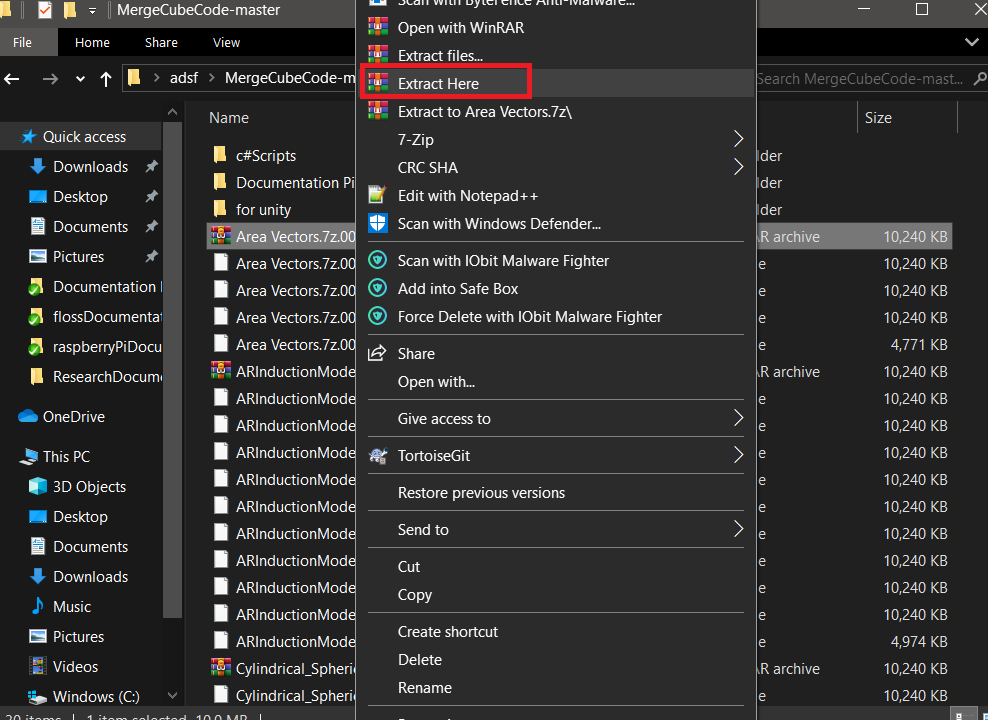 MergeCubeCode-master
File
Home
Share
View
adsf
MergeCubeCode-m
Search MergeCubeCode-mast...
Quick access
Downloads
Desktop
Documents
Pictures
Documentation
flossDocumenta
raspberryPiDocu
ResearchDocume
OneDrive
This PC
3D Objects
Desktop
Documents
Downloads
Music
Pictures
Videos
Windows (C:)
Name
Size
c#Scripts
lder
Documentation Pi
lder
for unity
lder
Area Vectors.7z.00
R archive
10,240 KB
Area Vectors.7z.00
e
10,240 KB
Area Vectors.7z.00
e
10,240 KB
Area Vectors.7z.00
e
10,240 KB
Area Vectors.7z.00
e
4,771 KB
ARInductionMode
R archive
10,240 KB
ARInductionMode
e
10,240 KB
ARInductionMode
e
10,240 KB
ARInductionMode
e
10,240 KB
ARInductionMode
e
10,240 KB
ARInductionMode
e
10,240 KB
ARInductionMode
e
10,240 KB
ARInductionMode
e
10,240 KB
ARInductionMode
e
10,240 KB
ARInductionMode
e
10,240 KB
ARInductionMode
e
4,974 KB
Cylindrical_Spheri
R archive
10,240 KB
Cylindrical_Spheri
e
10,240 KB
Scan with Byterence Anti-Malware...
Open with WinRAR
Extract files...
Extract Here
Extract to Area Vectors.7z\
7-Zip
CRC SHA
Edit with Notepad++
Scan with Windows Defender...
Scan with IObit Malware Fighter
Add into Safe Box
Force Delete with IObit Malware Fighter
Share
Open with...
Give access to
TortoiseGit
Restore previous versions
Send to
Cut
Copy
Create shortcut
Delete
Rename
items
1 item selected
10.0 MB